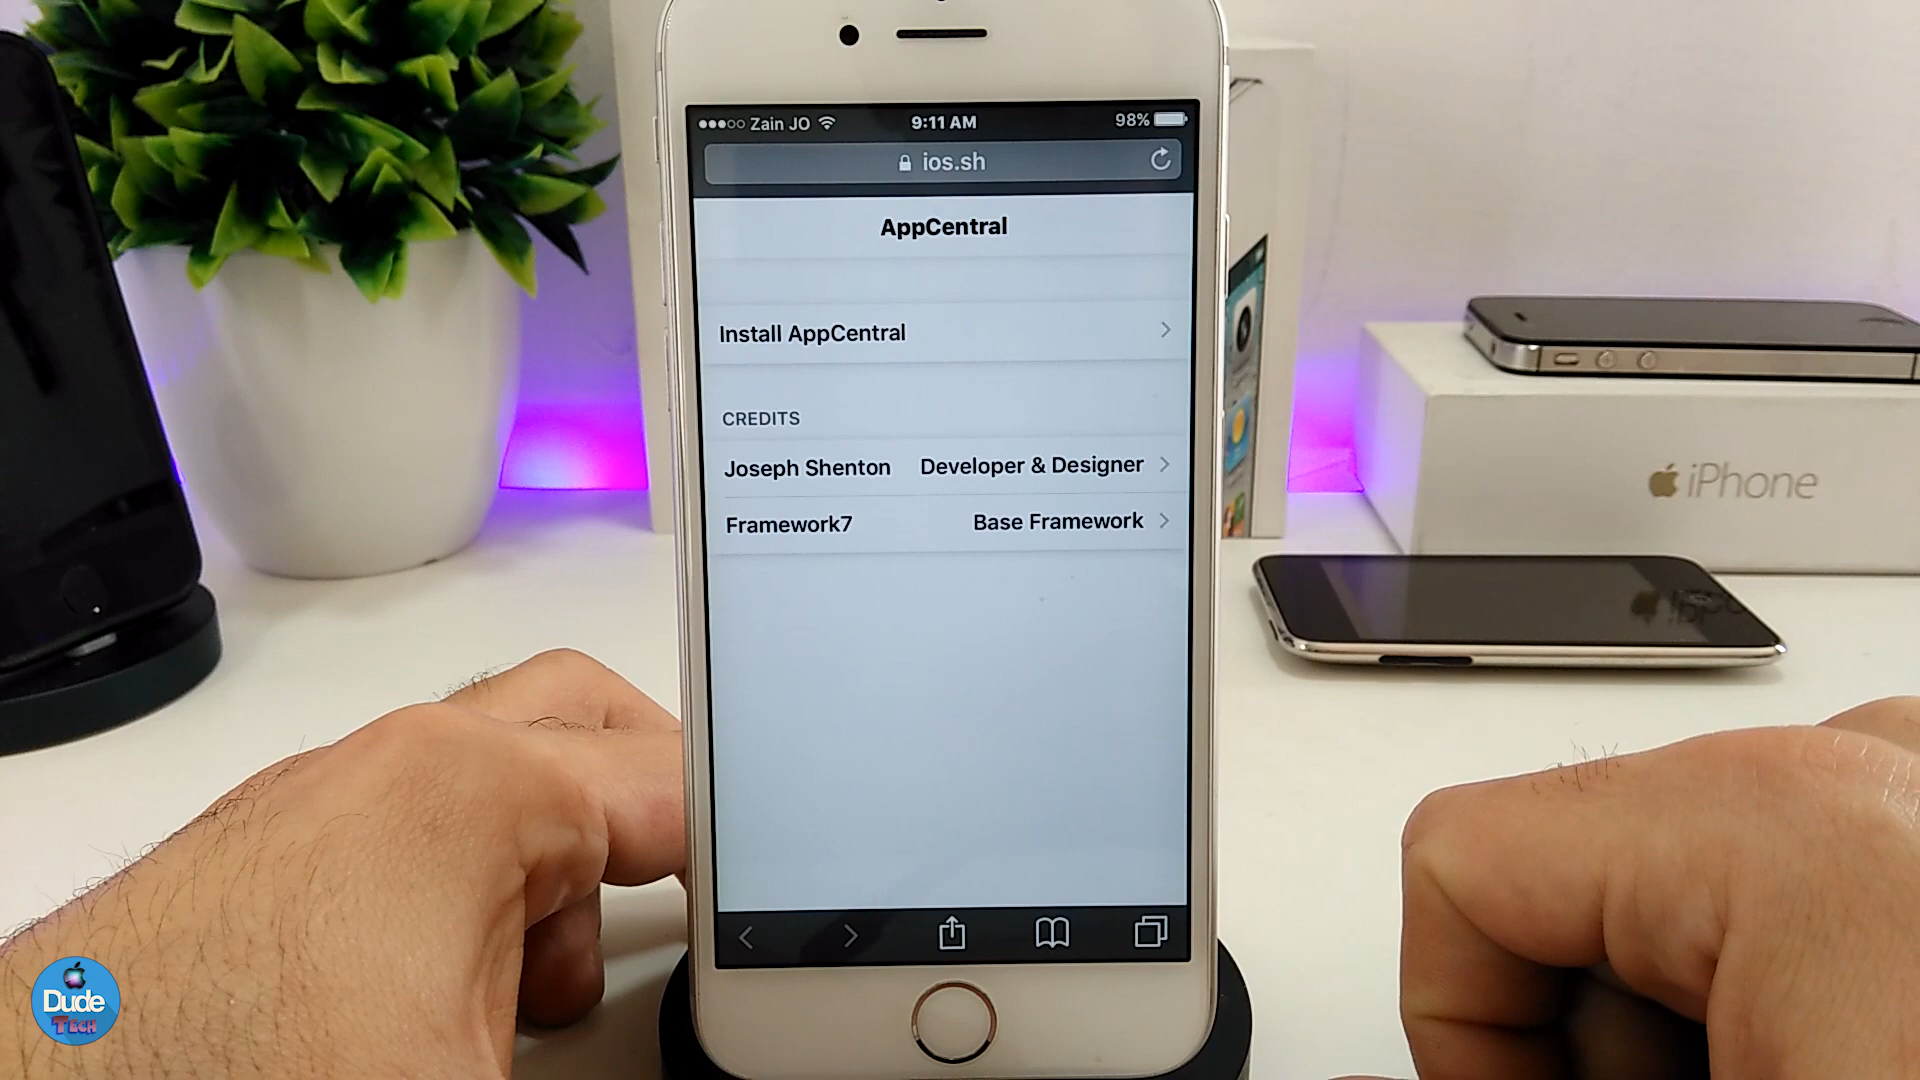 Zain JO 9:11 AM 98%
ios.sh
AppCentral
Install AppCentral
CREDITS
Joseph Shenton Developer & Designer
Framework7 Base Framework
iPhone
Dude
TECH